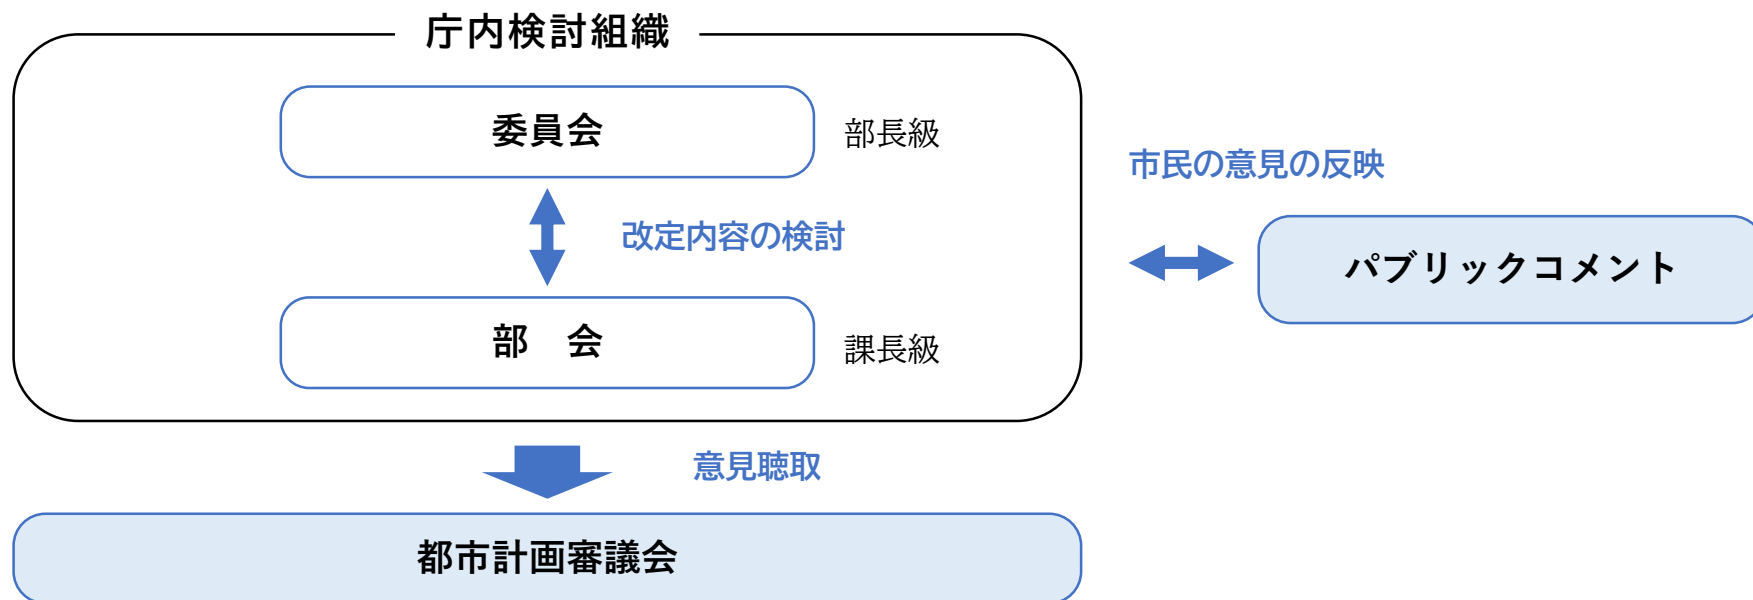 庁内検討組織
委員会
部長級
市民の意見の反映
改定内容の検討
パブリックコメント
部　会
課長級
意見聴取
都市計画審議会